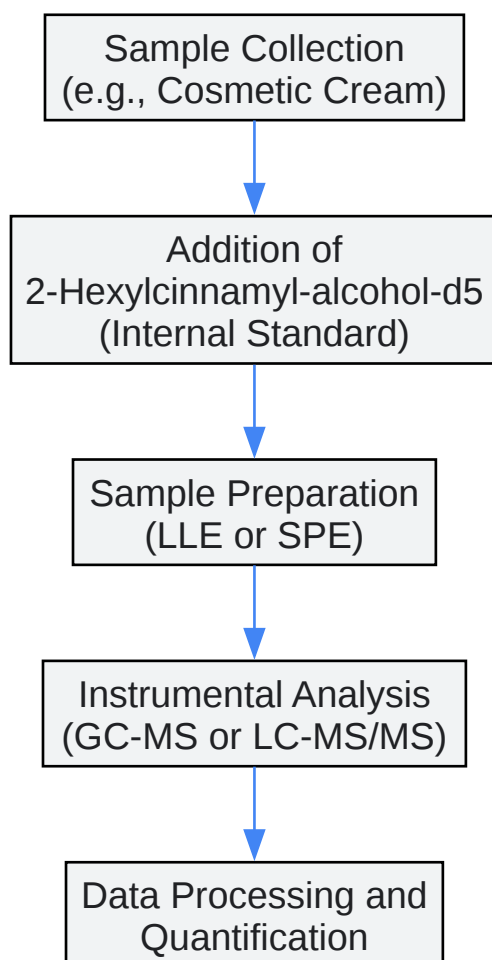 Sample Collection
(e.g., Cosmetic Cream)
Addition of
2-Hexylcinnamyl-alcohol-d5
(Internal Standard)
Sample Preparation
(LLE or SPE)
Instrumental Analysis
(GC-MS or LC-MS/MS)
Data Processing and
Quantification